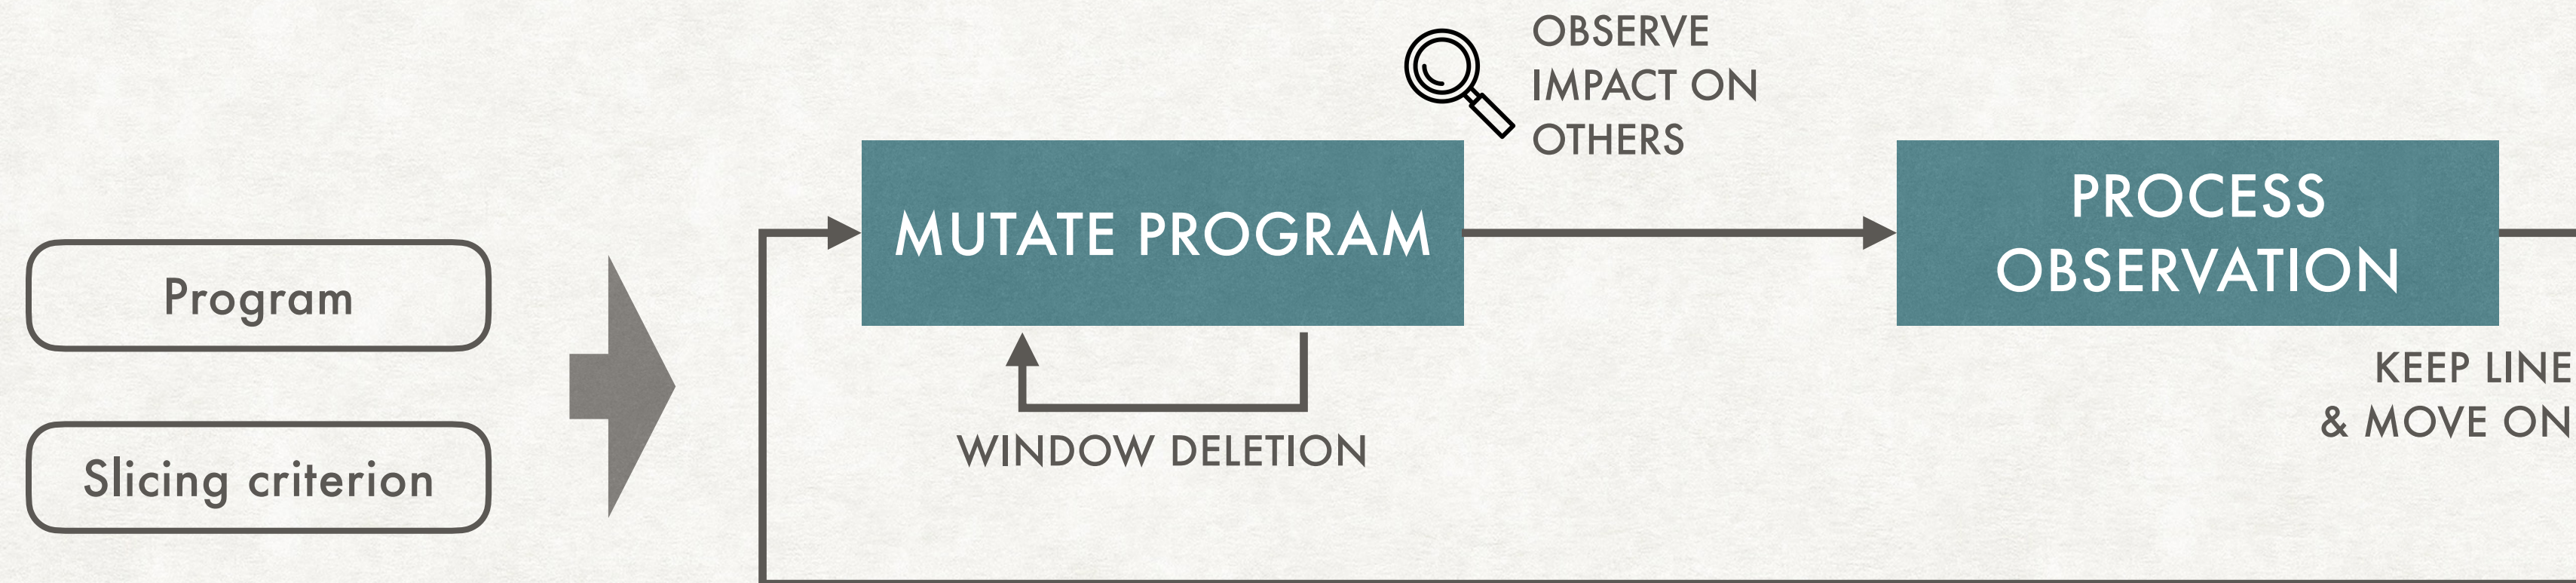 Program
Slicing criterion
MUTATE PROGRAM
WINDOW DELETION
OBSERVE
IMPACT ON
OTHERS
PROCESS
OBSERVATION
KEEP LINE
& MOVE ON